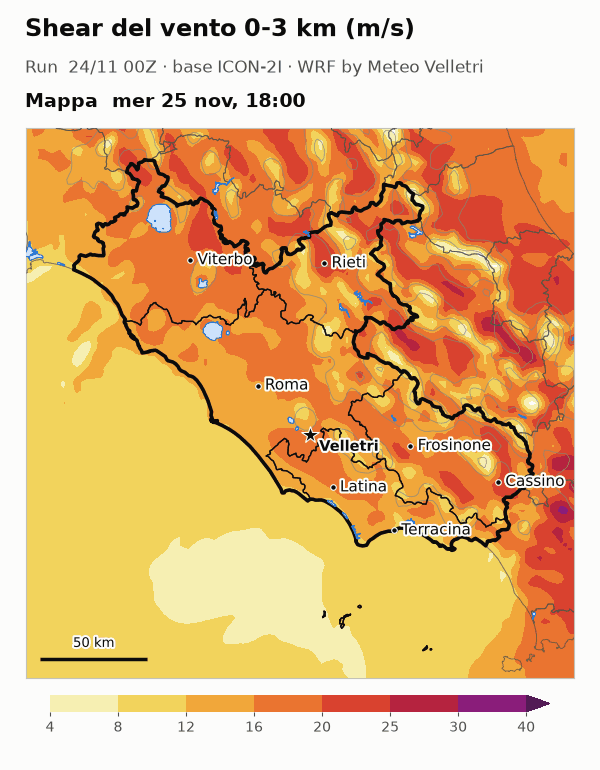 Shear del vento 0-3 km (m/s)
Run  24/11 00Z · base ICON-2I · WRF by Meteo Velletri
Mappa  mer 25 nov, 18:00
Viterbo
Rieti
Roma
Velletri
Frosinone
Latina
Cassino
Terracina
50 km
4 8 12 16 20 25 30 40